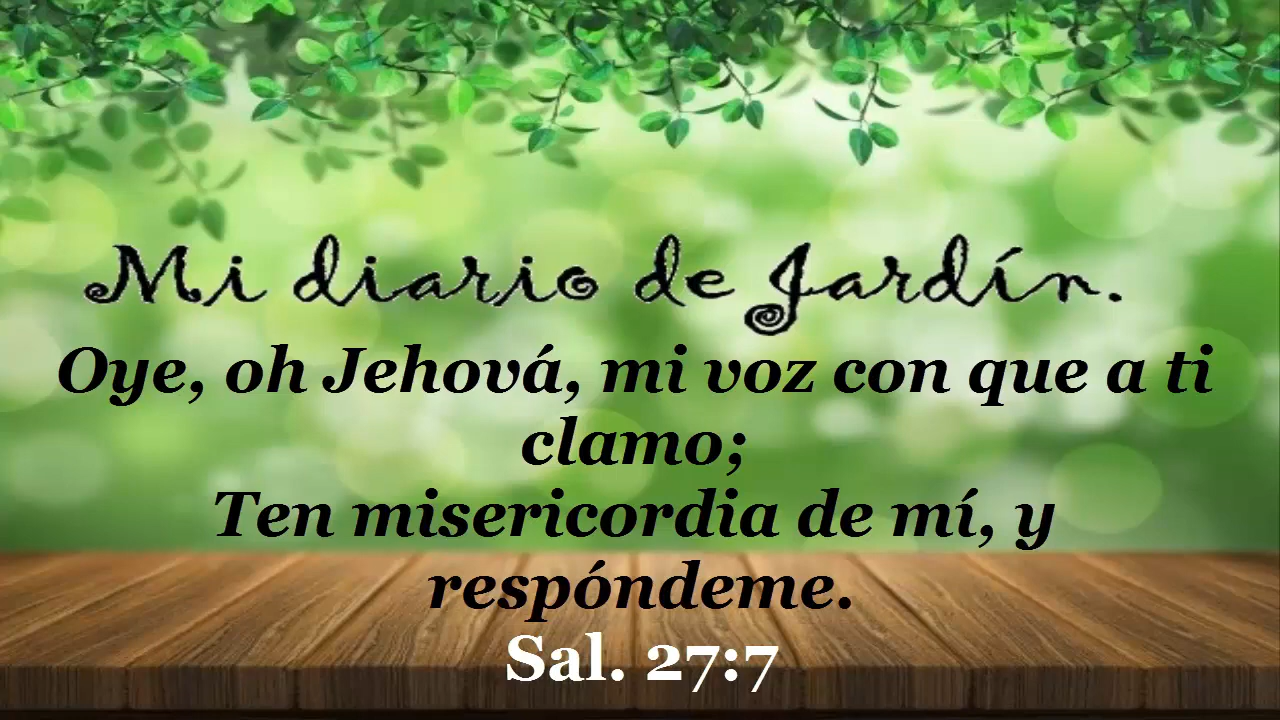 Mi diario de Jardín.
Oye, oh Jehová, mi voz con que a ti
clamo;
Ten misericordia de mí, y
respóndeme.
Sal. 27:7